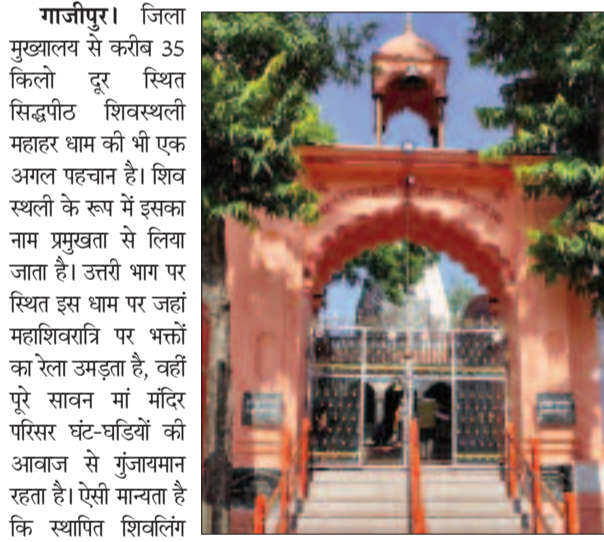 गाजीपुर। जिला
मुख्यालय से करीब 35
किलो दूर स्थित
सिद्धपीठ शिवस्थली
महाहर धाम की भी एक
अगल पहचान है। शिव
स्थली के रूप में इसका
नाम प्रमुखता से लिया
जाता है। उत्तरी भाग पर
स्थित इस धाम पर जहां
महाशिवरात्रि पर भक्तों
का रेला उमड़ता है, वहीं
पूरे सावन मां मंदिर
परिसर घंट-घडियों की
आवाज से गुंजायमान
रहता है। ऐसी मान्यता है
कि स्थापित शिवलिंग